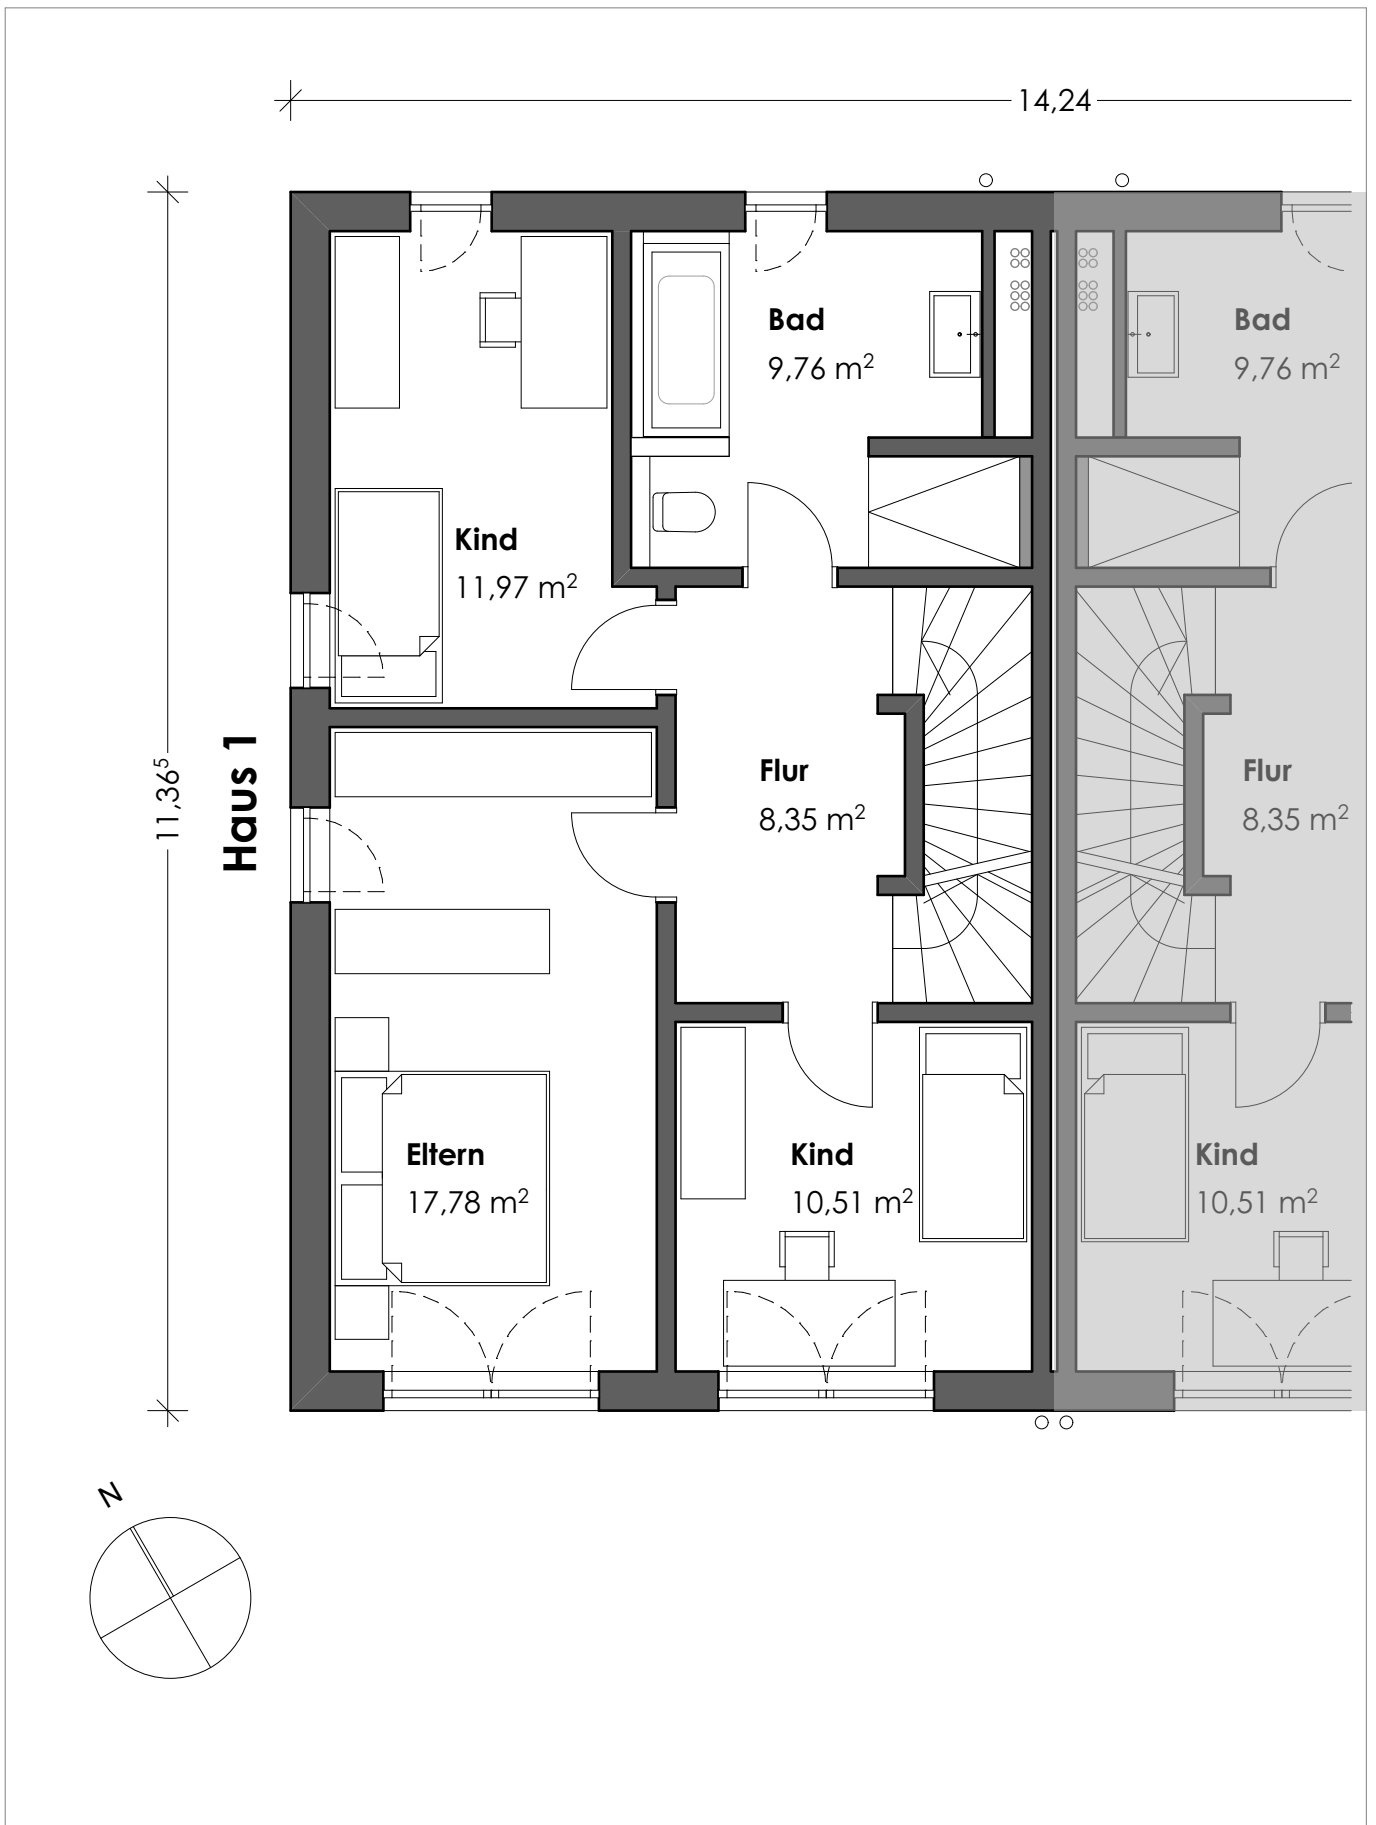 14,24
Bad
9,76 m²
Bad
9,76 m²
Kind
11,97 m²
Haus 1
11,36⁵
Flur
8,35 m²
Flur
8,35 m²
Eltern
17,78 m²
Kind
10,51 m²
Kind
10,51 m²
N